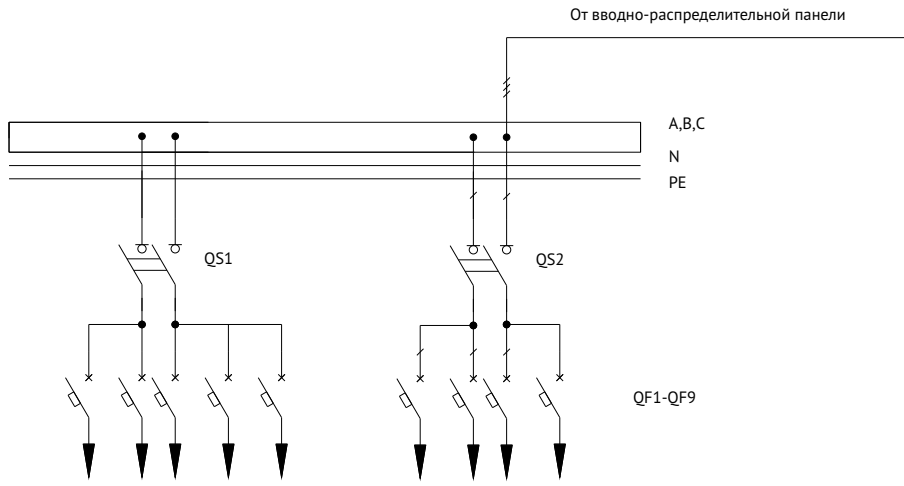 От вводно-распределительной панели
A,B,C
N
PE
QS1
QS2
QF1-QF9